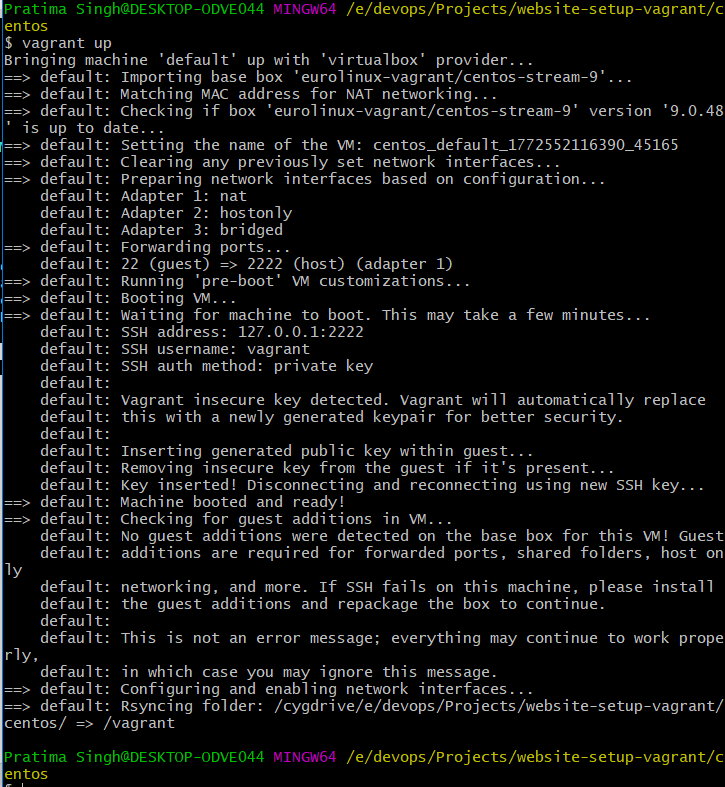 Pratima Singh@DESKTOP-ODVEO44 MINGW64 /e/devops/Projects/website-setup-vagrant/c
entos
$ vagrant up
Bringing machine 'default' up with 'virtualbox' provider...
==> default: Importing base box 'eurolinux-vagrant/centos-stream-9'...
==> default: Matching MAC address for NAT networking...
==> default: Checking if box 'eurolinux-vagrant/centos-stream-9' version '9.0.48
' is up to date...
==> default: Setting the name of the VM: centos_default_1772552116390_45165
==> default: Clearing any previously set network interfaces...
==> default: Preparing network interfaces based on configuration...
    default: Adapter 1: nat
    default: Adapter 2: hostonly
    default: Adapter 3: bridged
==> default: Forwarding ports...
    default: 22 (guest) => 2222 (host) (adapter 1)
==> default: Running 'pre-boot' VM customizations...
==> default: Booting VM...
==> default: Waiting for machine to boot. This may take a few minutes...
    default: SSH address: 127.0.0.1:2222
    default: SSH username: vagrant
    default: SSH auth method: private key
    default:
    default: Vagrant insecure key detected. Vagrant will automatically replace
    default: this with a newly generated keypair for better security.
    default:
    default: Inserting generated public key within guest...
    default: Removing insecure key from the guest if it's present...
    default: Key inserted! Disconnecting and reconnecting using new SSH key...
==> default: Machine booted and ready!
==> default: Checking for guest additions in VM...
    default: No guest additions were detected on the base box for this VM! Guest
    default: additions are required for forwarded ports, shared folders, host on
ly
    default: networking, and more. If SSH fails on this machine, please install
    default: the guest additions and repackage the box to continue.
    default:
    default: This is not an error message; everything may continue to work prope
rly,
    default: in which case you may ignore this message.
==> default: Configuring and enabling network interfaces...
==> default: Rsyncing folder: /cygdrive/e/devops/Projects/website-setup-vagrant/
centos/ => /vagrant
Pratima Singh@DESKTOP-ODVEO44 MINGW64 /e/devops/Projects/website-setup-vagrant/c
entos